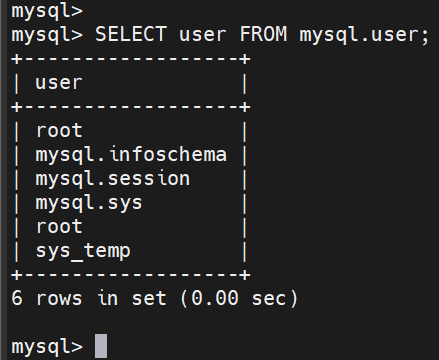 mysql>
mysql> SELECT user FROM mysql.user;
+------------------+
| user             |
+------------------+
| root             |
| mysql.infoschema |
| mysql.session    |
| mysql.sys        |
| root             |
| sys_temp         |
+------------------+
6 rows in set (0.00 sec)
mysql>